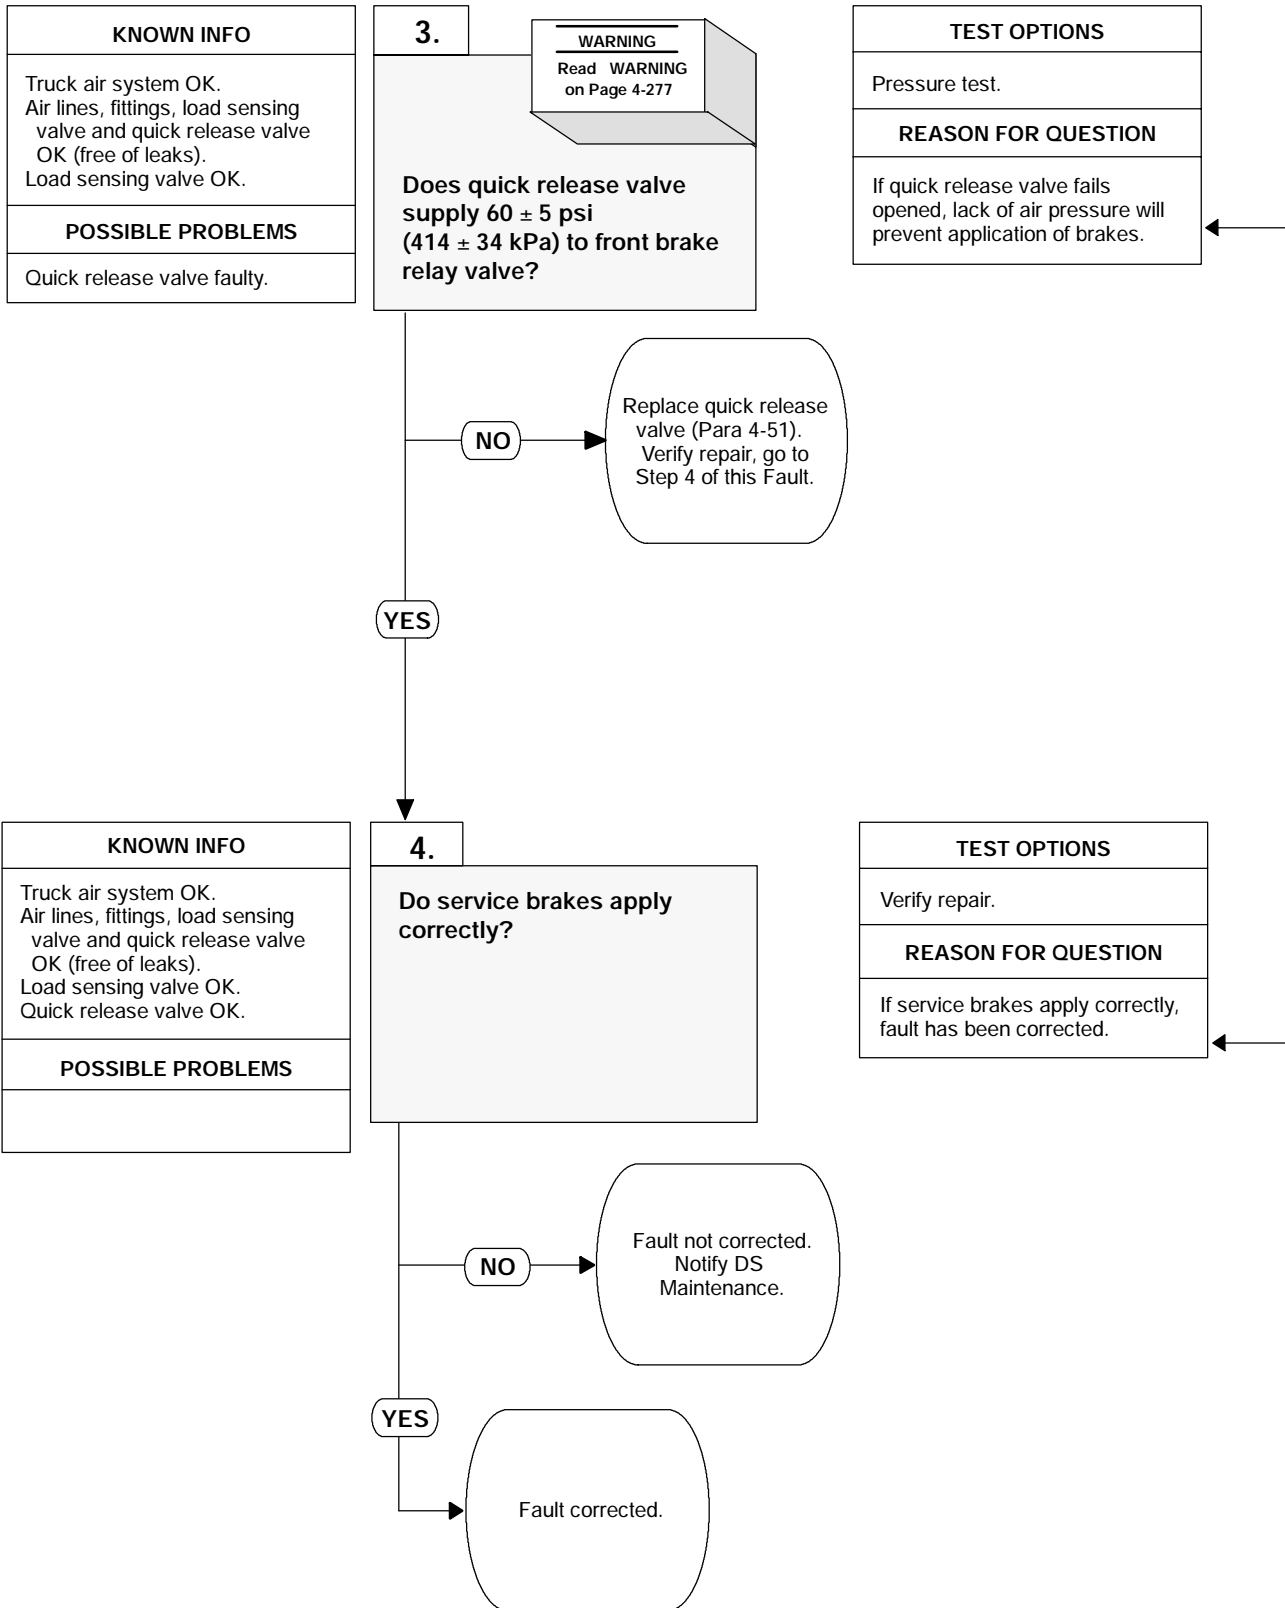 KNOWN INFO
Truck air system OK.
Air lines, fittings, load sensing
valve and quick release valve
OK (free of leaks).
Load sensing valve OK.
POSSIBLE PROBLEMS
Quick release valve faulty.
3.
WARNING
Read WARNING
on Page 4-277
Does quick release valve
supply 60 ± 5 psi
(414 ± 34 kPa) to front brake
relay valve?
TEST OPTIONS
Pressure test.
REASON FOR QUESTION
If quick release valve fails
opened, lack of air pressure will
prevent application of brakes.
NO
Replace quick release
valve (Para 4-51).
Verify repair, go to
Step 4 of this Fault.
YES
KNOWN INFO
Truck air system OK.
Air lines, fittings, load sensing
valve and quick release valve
OK (free of leaks).
Load sensing valve OK.
Quick release valve OK.
POSSIBLE PROBLEMS
4.
Do service brakes apply
correctly?
TEST OPTIONS
Verify repair.
REASON FOR QUESTION
If service brakes apply correctly,
fault has been corrected.
NO
Fault not corrected.
Notify DS
Maintenance.
YES
Fault corrected.